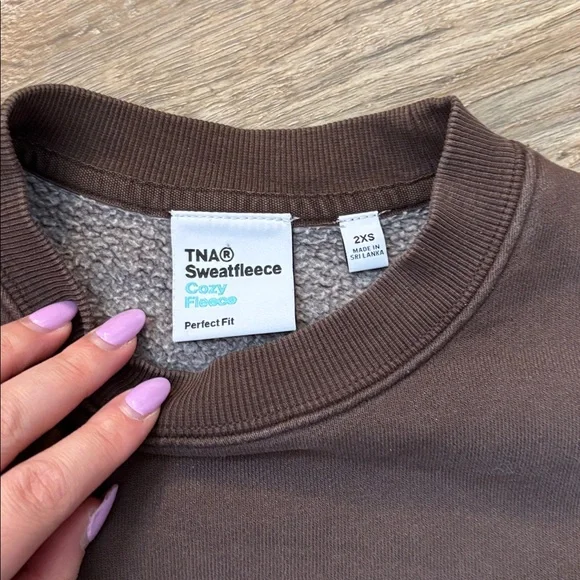 TNA®
Sweatfleece
Cozy
Fleece
Perfect Fit
2XS
MADE IN
SRI LANKA